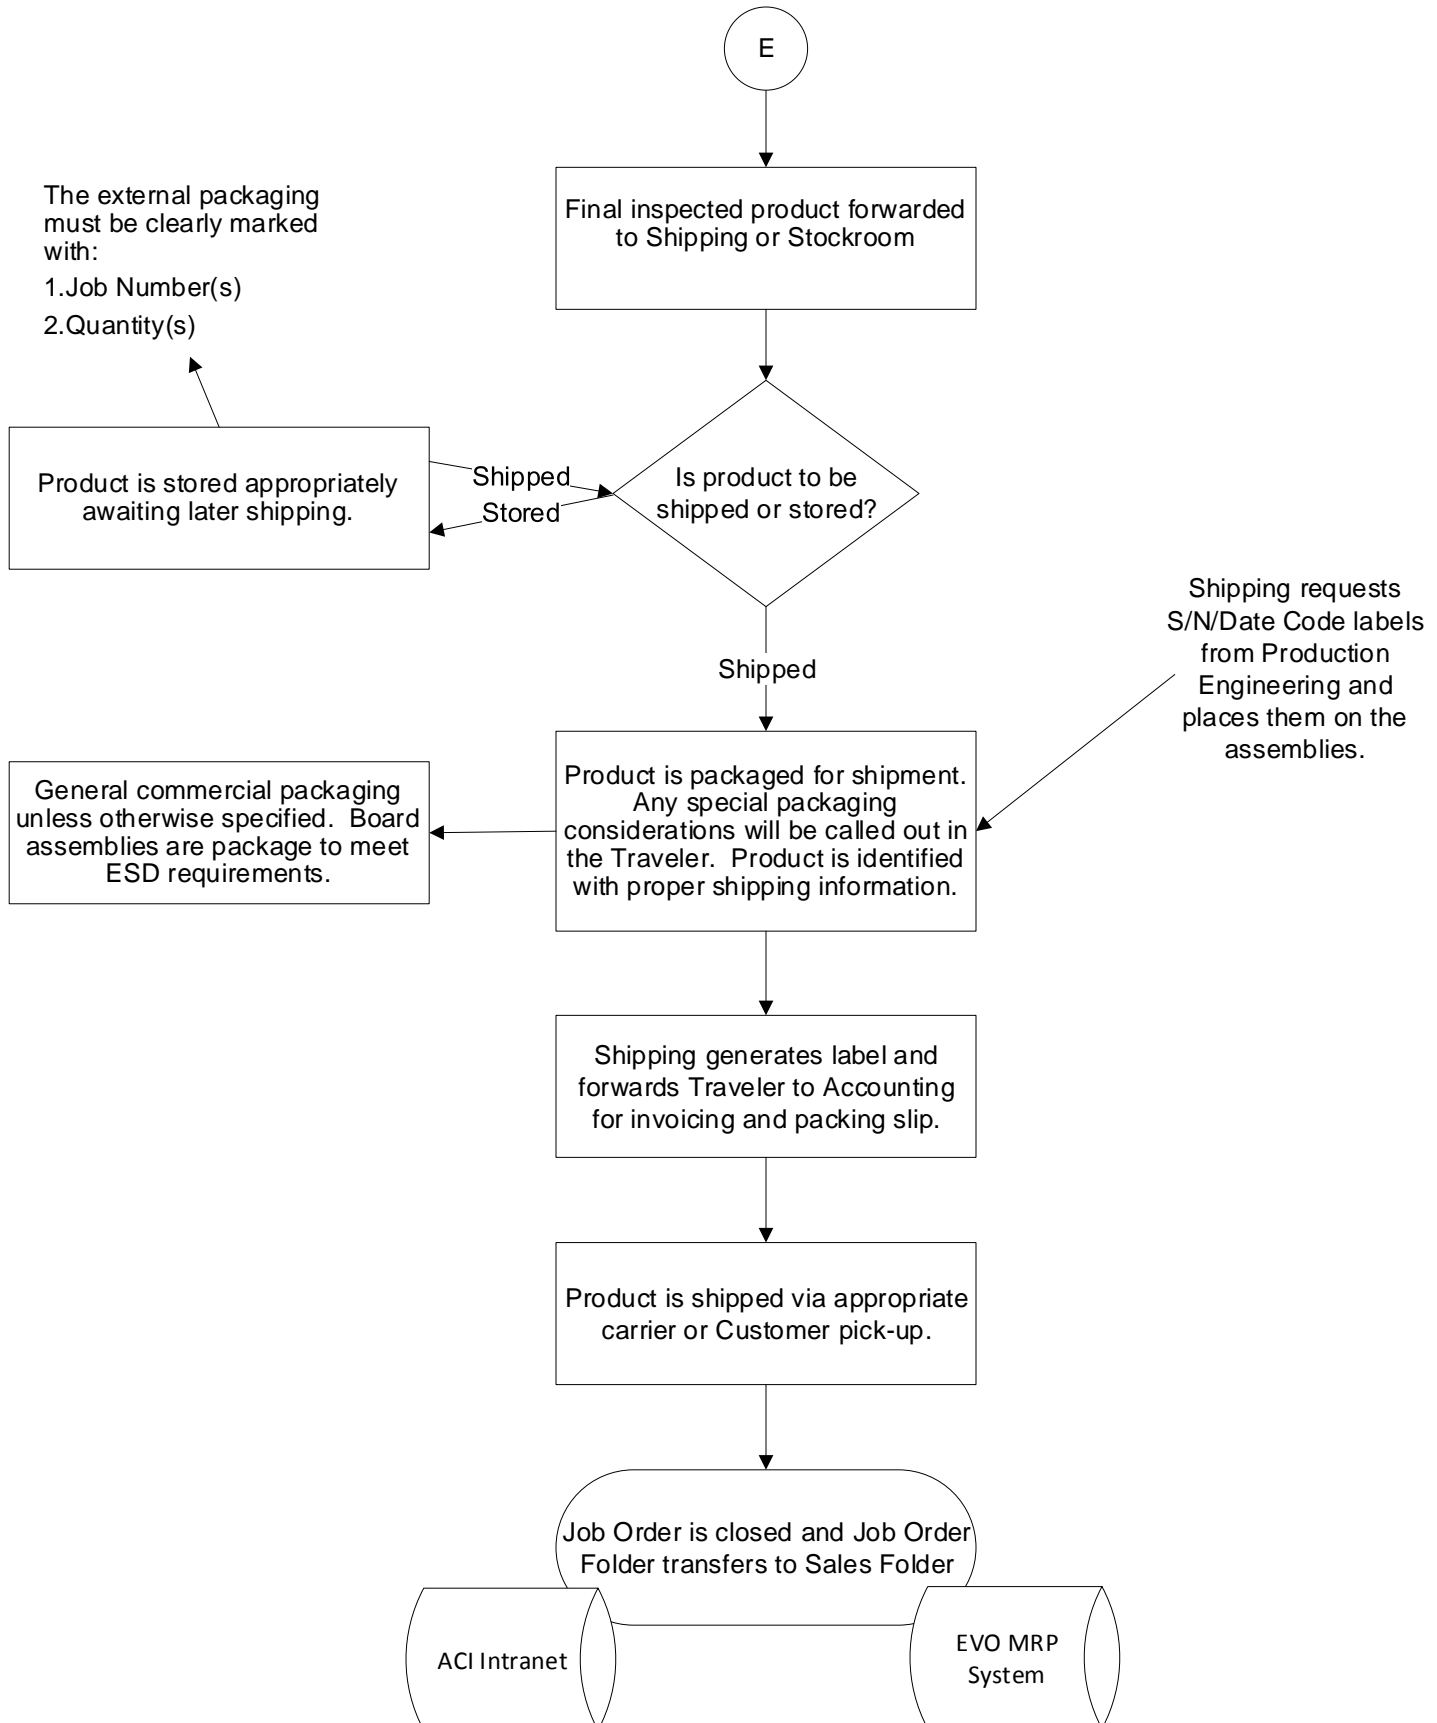 E
Final inspected product forwarded
to Shipping or Stockroom
The external packaging
must be clearly marked
with:
1.Job Number(s)
2.Quantity(s)
Product is stored appropriately
awaiting later shipping.
Shipped
Stored
Is product to be
shipped or stored?
Shipped
Shipping requests
S/N/Date Code labels
from Production
Engineering and
places them on the
assemblies.
General commercial packaging
unless otherwise specified.  Board
assemblies are package to meet
ESD requirements.
Product is packaged for shipment.
Any special packaging
considerations will be called out in
the Traveler.  Product is identified
with proper shipping information.
Shipping generates label and
forwards Traveler to Accounting
for invoicing and packing slip.
Product is shipped via appropriate
carrier or Customer pick-up.
Job Order is closed and Job Order
Folder transfers to Sales Folder
ACI Intranet
EVO MRP
System